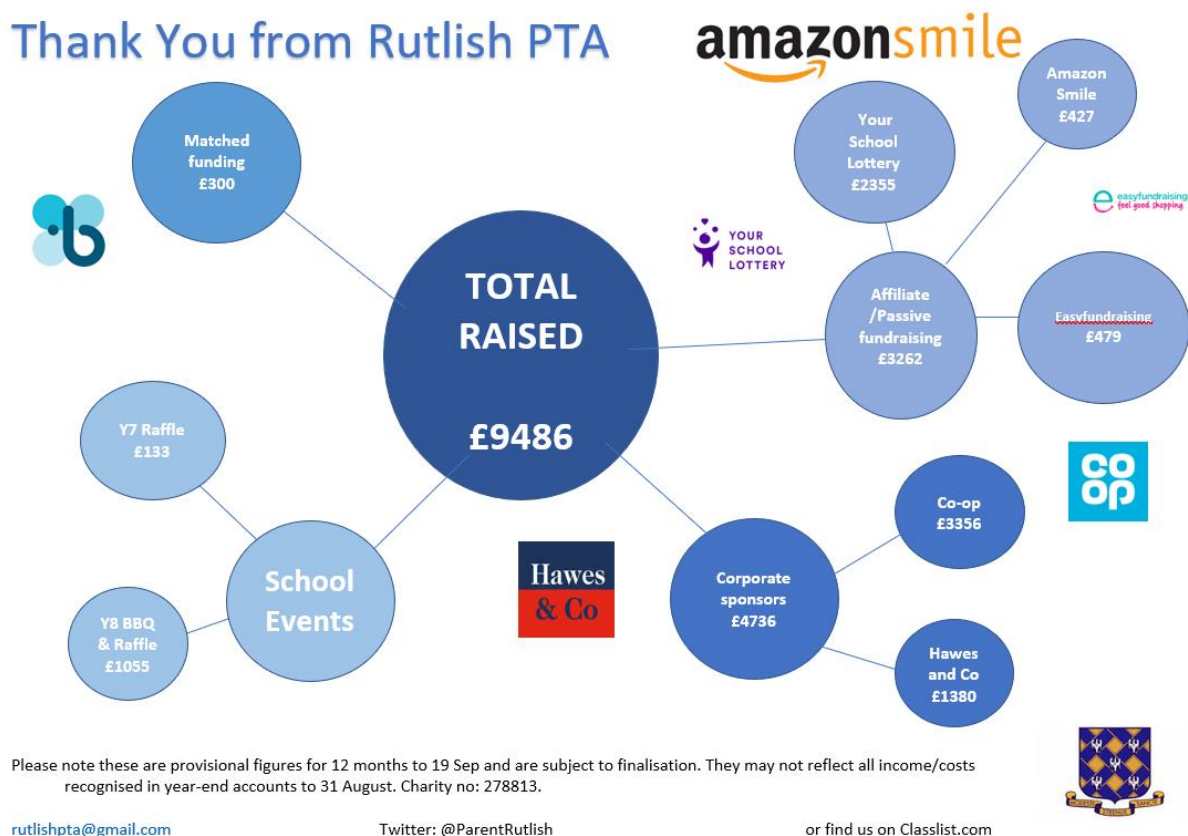 Thank You from Rutlish PTA
amazonsmile
Matched
funding
£300
b
Your
School
Lottery
£2355
Amazon
Smile
£427
easyfundraising
feel good shopping
YOUR
SCHOOL
LOTTERY
TOTAL
RAISED
£9486
Affiliate
/Passive
fundraising
£3262
Easyfundraising
£479
Y7 Raffle
£133
School
Events
Y8 BBQ
& Raffle
£1055
Hawes
& Co
Corporate
sponsors
£4736
Co-op
£3356
CO
OP
Hawes
and Co
£1380
Please note these are provisional figures for 12 months to 19 Sep and are subject to finalisation. They may not reflect all income/costs
recognised in year-end accounts to 31 August. Charity no: 278813.
rutlishpta@gmail.com
Twitter: @ParentRutlish
or find us on Classlist.com